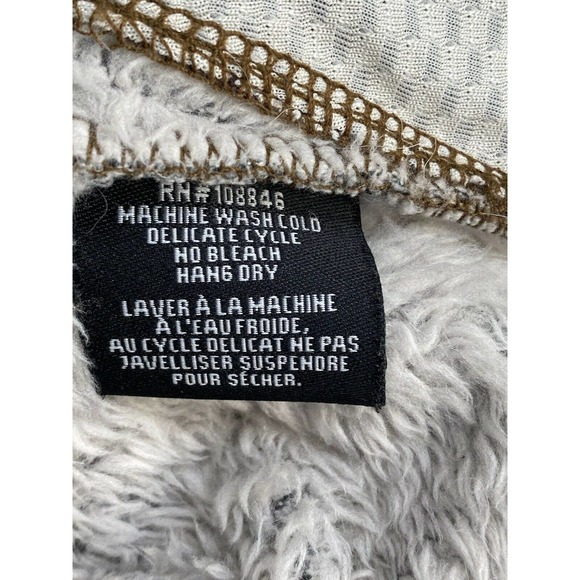 RN#108846
MACHINE WASH COLD
DELICATE CYCLE
NO BLEACH
HANG DRY
LAVER À LA MACHINE
À L'EAU FROIDE,
AU CYCLE DELICAT NE PAS
JAVELLISER SUSPENDRE
POUR SÉCHER.